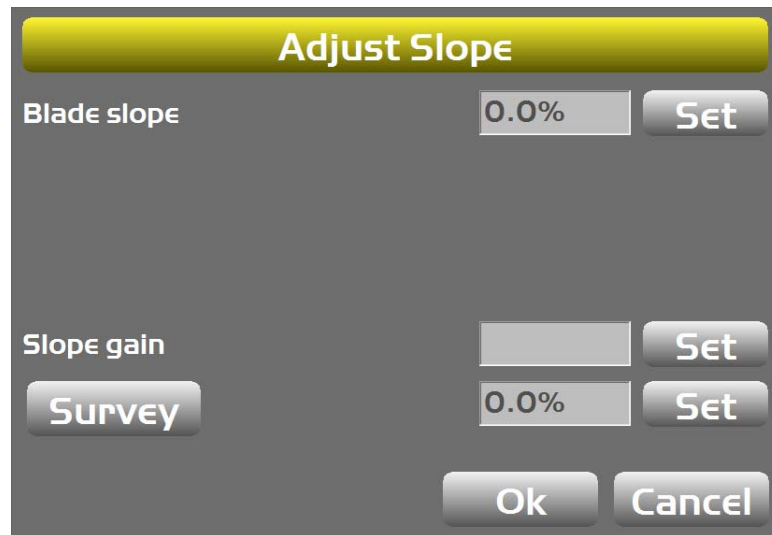 Adjust Slope
Blade slope 0.0% Set
Slope gain Set
Survey 0.0% Set
Ok Cancel